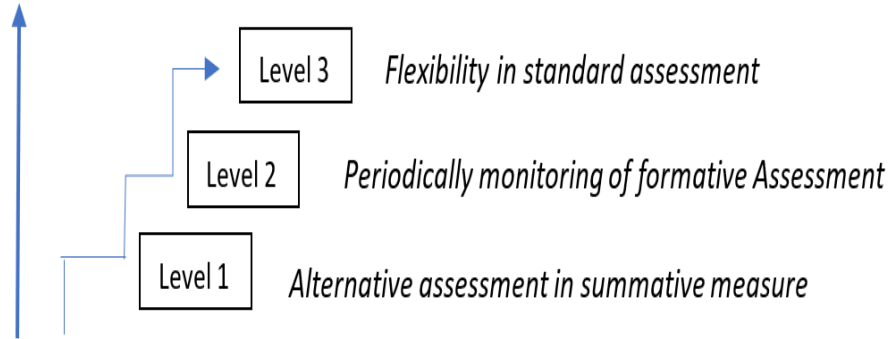 Level 3 Flexibility in standard assessment
Level 2 Periodically monitoring of formative Assessment
Level 1 Alternative assessment in summative measure